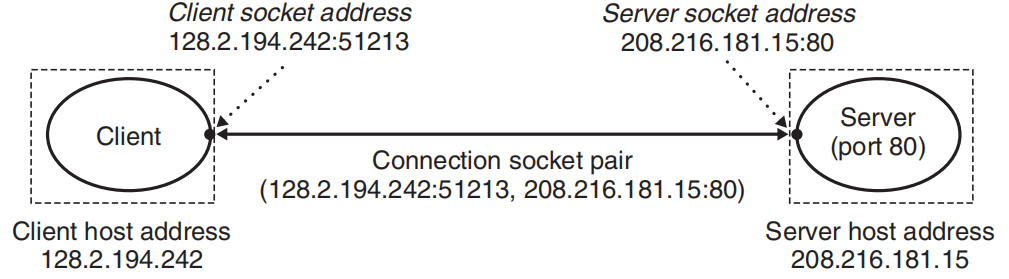 Client socket address
128.2.194.242:51213
Server socket address
208.216.181.15:80
Client
Server
(port 80)
Connection socket pair
(128.2.194.242:51213, 208.216.181.15:80)
Client host address
128.2.194.242
Server host address
208.216.181.15